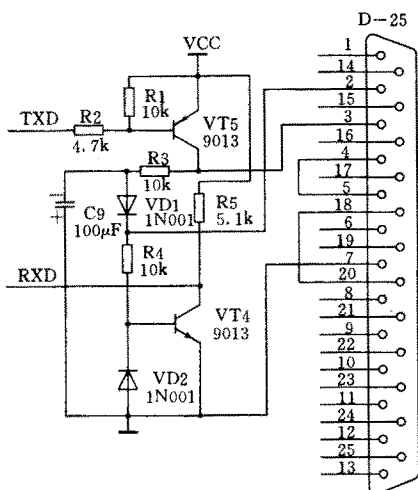 D-25
VCC
1
14
2
15
3
16
4
17
5
18
6
19
7
20
8
21
9
22
10
23
11
24
12
25
13
TXD
R2
4.7k
R1
10k
VT5
9013
R3
10k
C9
100μF
VD1
1N001
R5
5.1k
R4
10k
RXD
VT4
9013
VD2
1N001